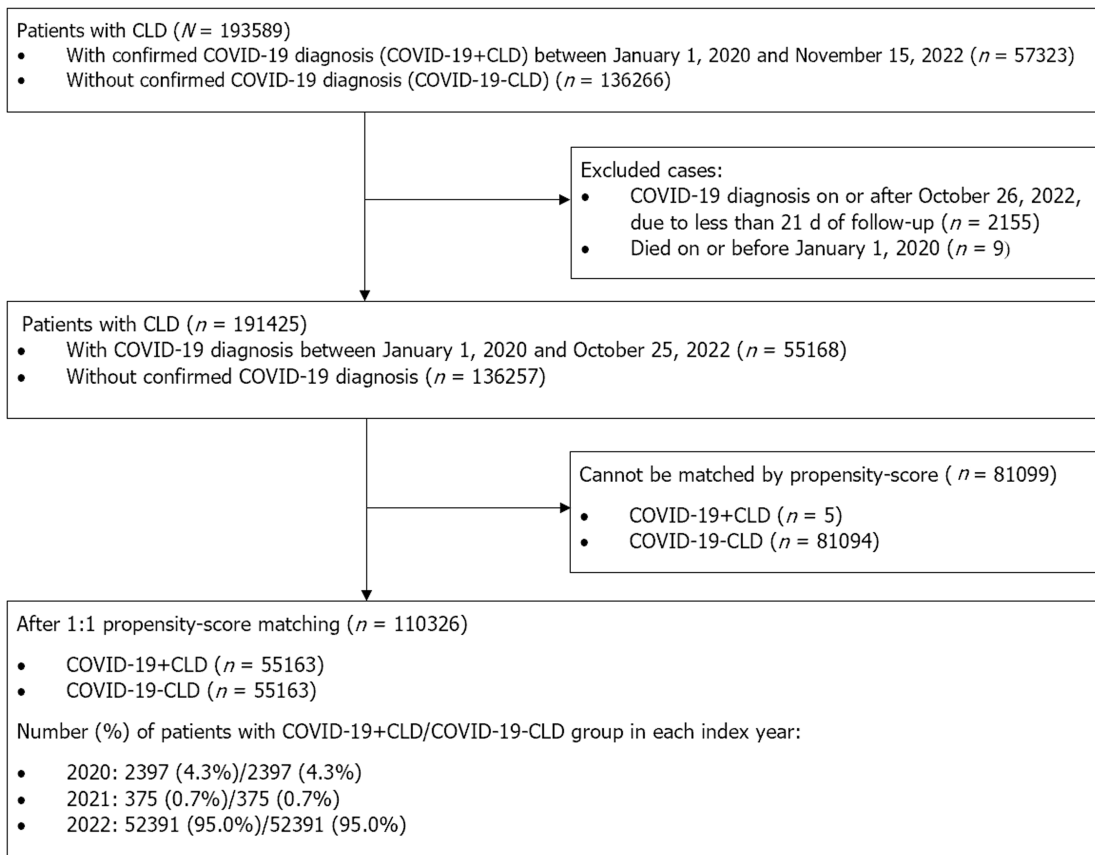 Patients with CLD (N = 193589)
• With confirmed COVID-19 diagnosis (COVID-19+CLD) between January 1, 2020 and November 15, 2022 (n = 57323)
• Without confirmed COVID-19 diagnosis (COVID-19-CLD) (n = 136266)
Excluded cases:
• COVID-19 diagnosis on or after October 26, 2022,
due to less than 21 d of follow-up (n = 2155)
• Died on or before January 1, 2020 (n = 9)
Patients with CLD (n = 191425)
• With COVID-19 diagnosis between January 1, 2020 and October 25, 2022 (n = 55168)
• Without confirmed COVID-19 diagnosis (n = 136257)
Cannot be matched by propensity-score ( n = 81099)
• COVID-19+CLD (n = 5)
• COVID-19-CLD (n = 81094)
After 1:1 propensity-score matching (n = 110326)
• COVID-19+CLD (n = 55163)
• COVID-19-CLD (n = 55163)
Number (%) of patients with COVID-19+CLD/COVID-19-CLD group in each index year:
• 2020: 2397 (4.3%)/2397 (4.3%)
• 2021: 375 (0.7%)/375 (0.7%)
• 2022: 52391 (95.0%)/52391 (95.0%)